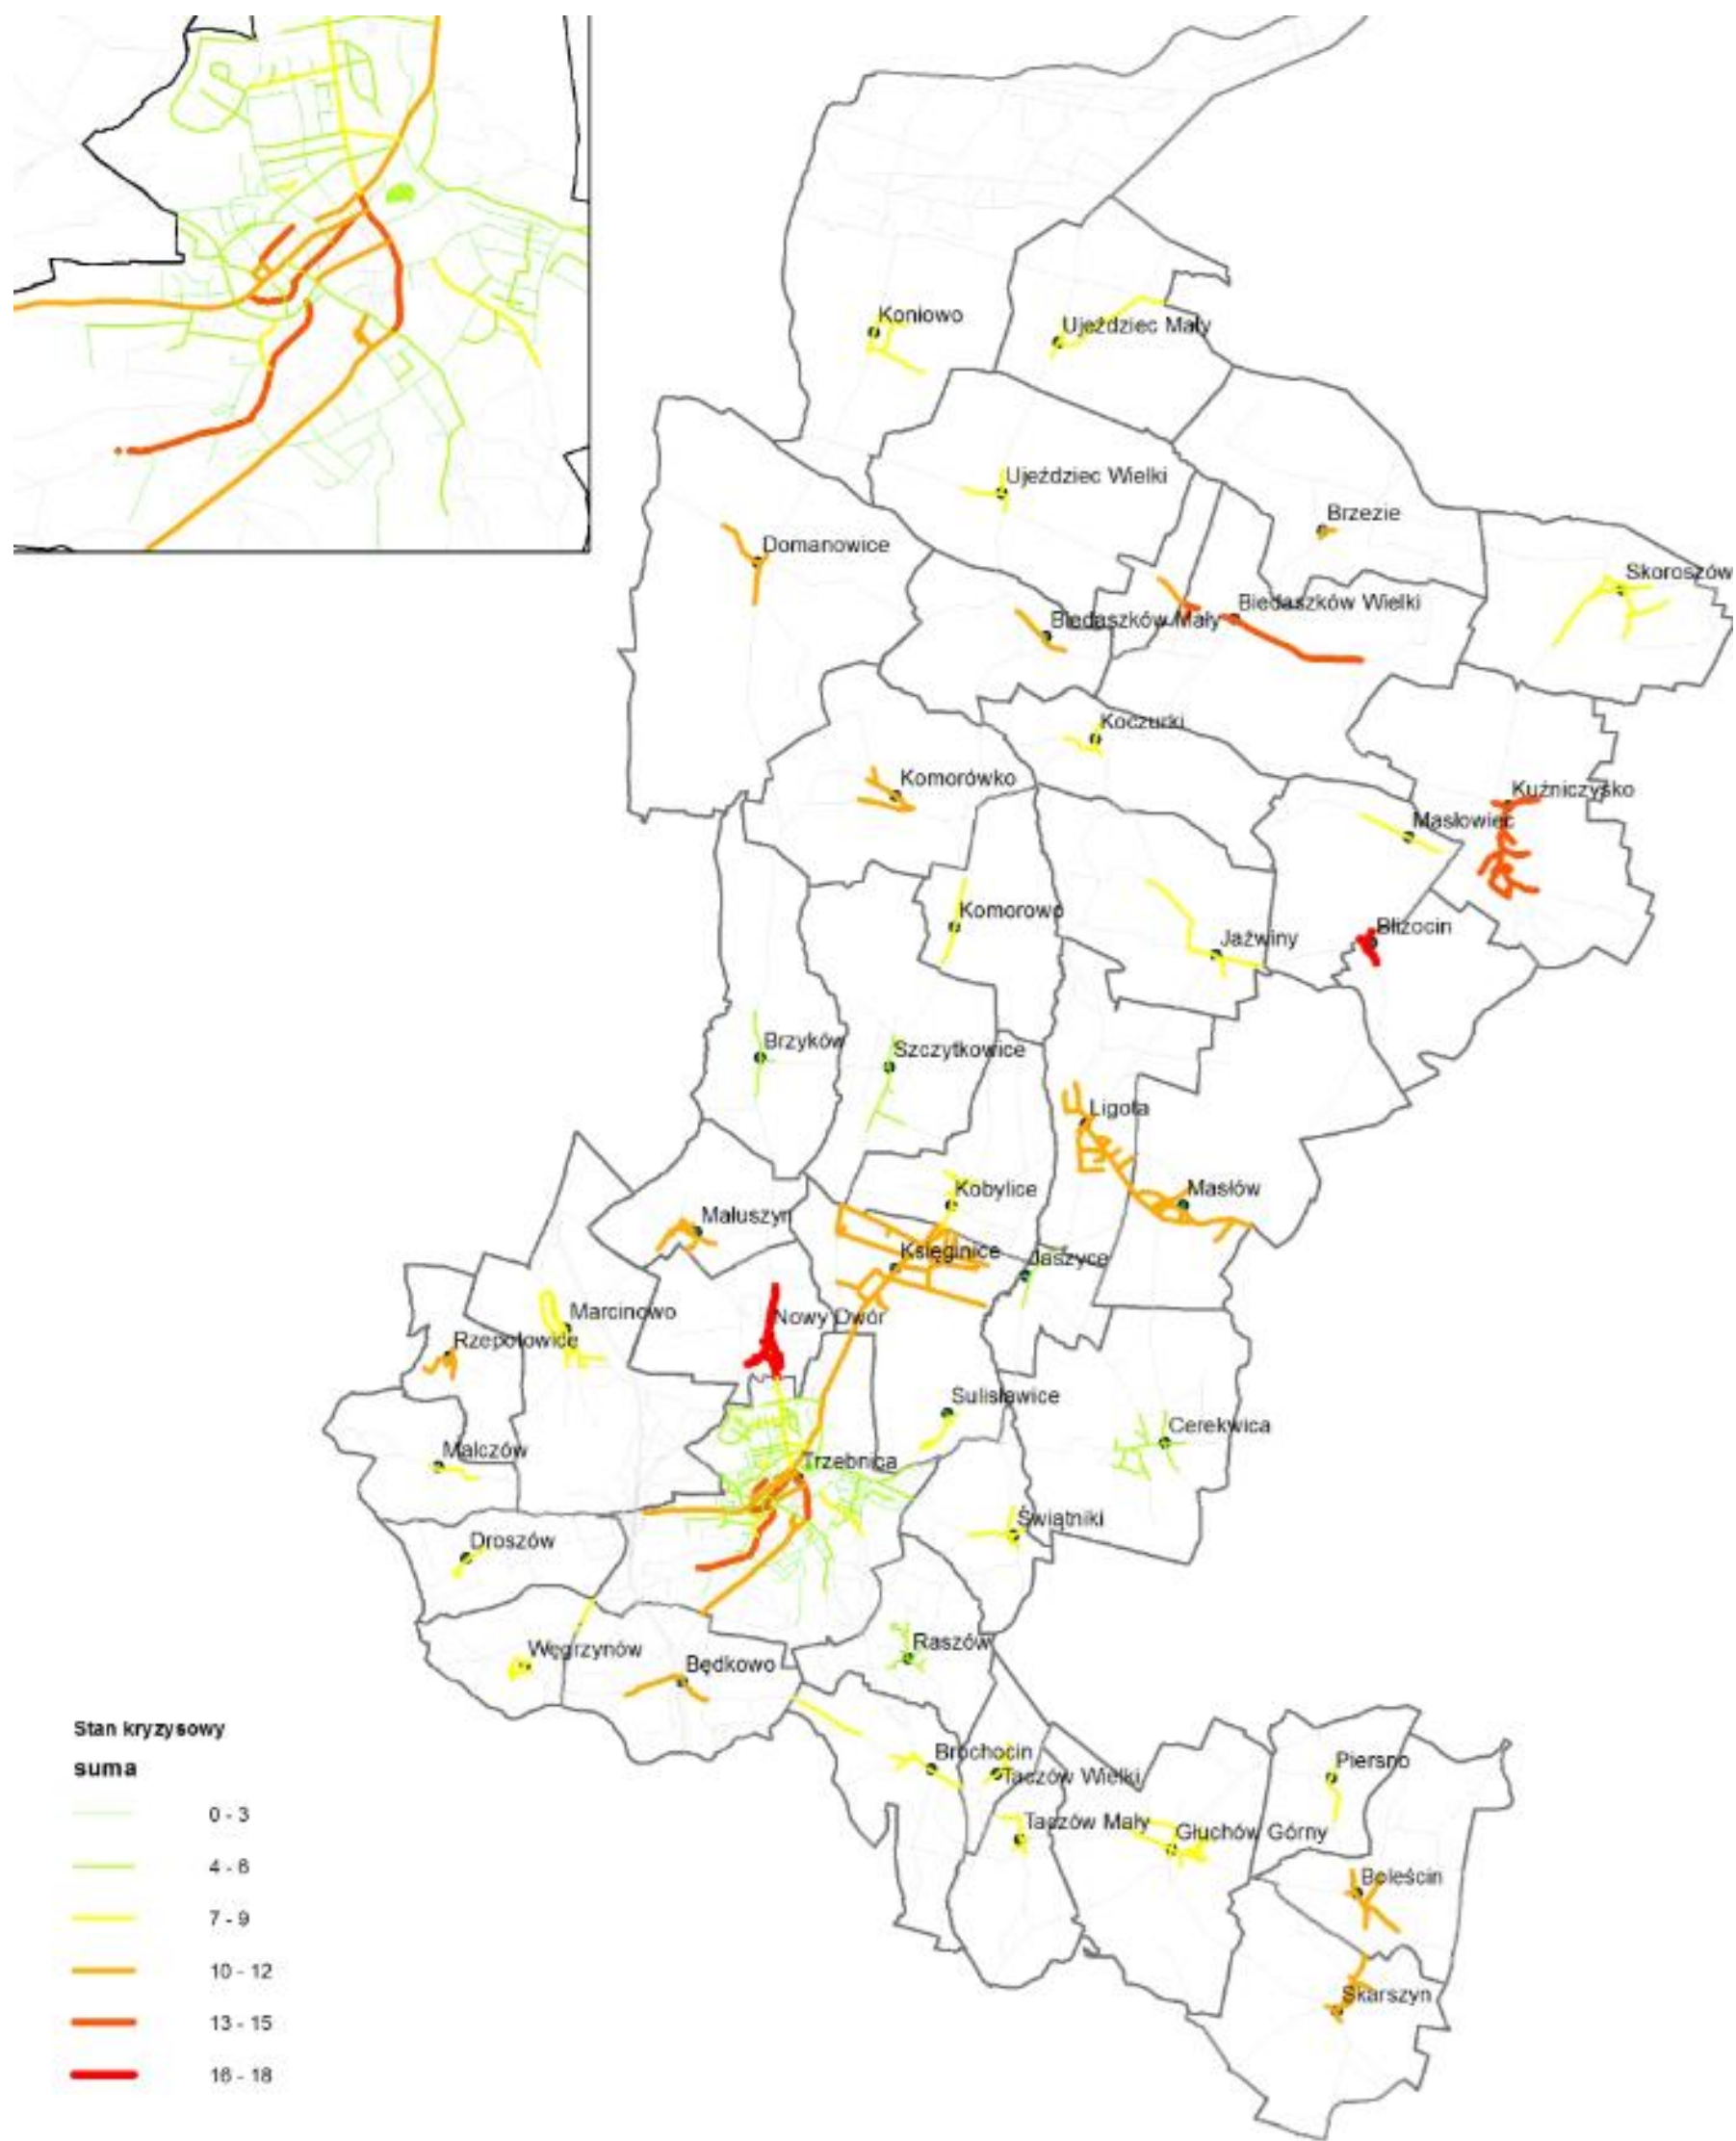 Koniowo
Ujeździec Mały
Ujeździec Wielki
Brzezie
Domanowice
Skoroszów
Biedaszków Wielki
Biedaszków Mały
Koczurki
Komorówko
Kuźniczysko
Masłowiec
Komorowo
Blizocin
Jaźwiny
Brzyków
Szczytkowice
Ligota
Kobylice
Masłów
Małuszyn
Księginice
Jaszyce
Marcinowo
Nowy Dwór
Rzepotowice
Sulisławice
Cerekwica
Malczów
Trzebnica
Świątniki
Droszów
Raszów
Węgrzynów
Będkowo
Stan kryzysowy
Brochocin
Piersno
suma
Taczów Wielki
0 - 3
Taczów Mały
Głuchów Górny
4 - 6
Boleścin
7 - 9
10 - 12
Skarszyn
13 - 15
16 - 18